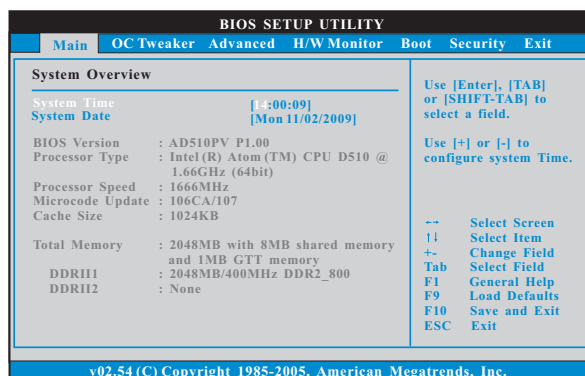 BIOS SETUP UTILITY
Main OC Tweaker Advanced H/W Monitor Boot Security Exit
System Overview
System Time [14:00:09]
System Date [Mon 11/02/2009]
BIOS Version : AD510PV P1.00
Processor Type : Intel (R) Atom (TM) CPU D510 @
1.66GHz (64bit)
Processor Speed : 1666MHz
Microcode Update : 106CA/107
Cache Size : 1024KB
Total Memory : 2048MB with 8MB shared memory
and 1MB GTT memory
DDRII1 : 2048MB/400MHz DDR2_800
DDRII2 : None
Use [Enter], [TAB]
or [SHIFT-TAB] to
select a field.
Use [+] or [-] to
configure system Time.
←→ Select Screen
↑↓ Select Item
+- Change Field
Tab Select Field
F1 General Help
F9 Load Defaults
F10 Save and Exit
ESC Exit
v02.54 (C) Copyright 1985-2005, American Megatrends, Inc.